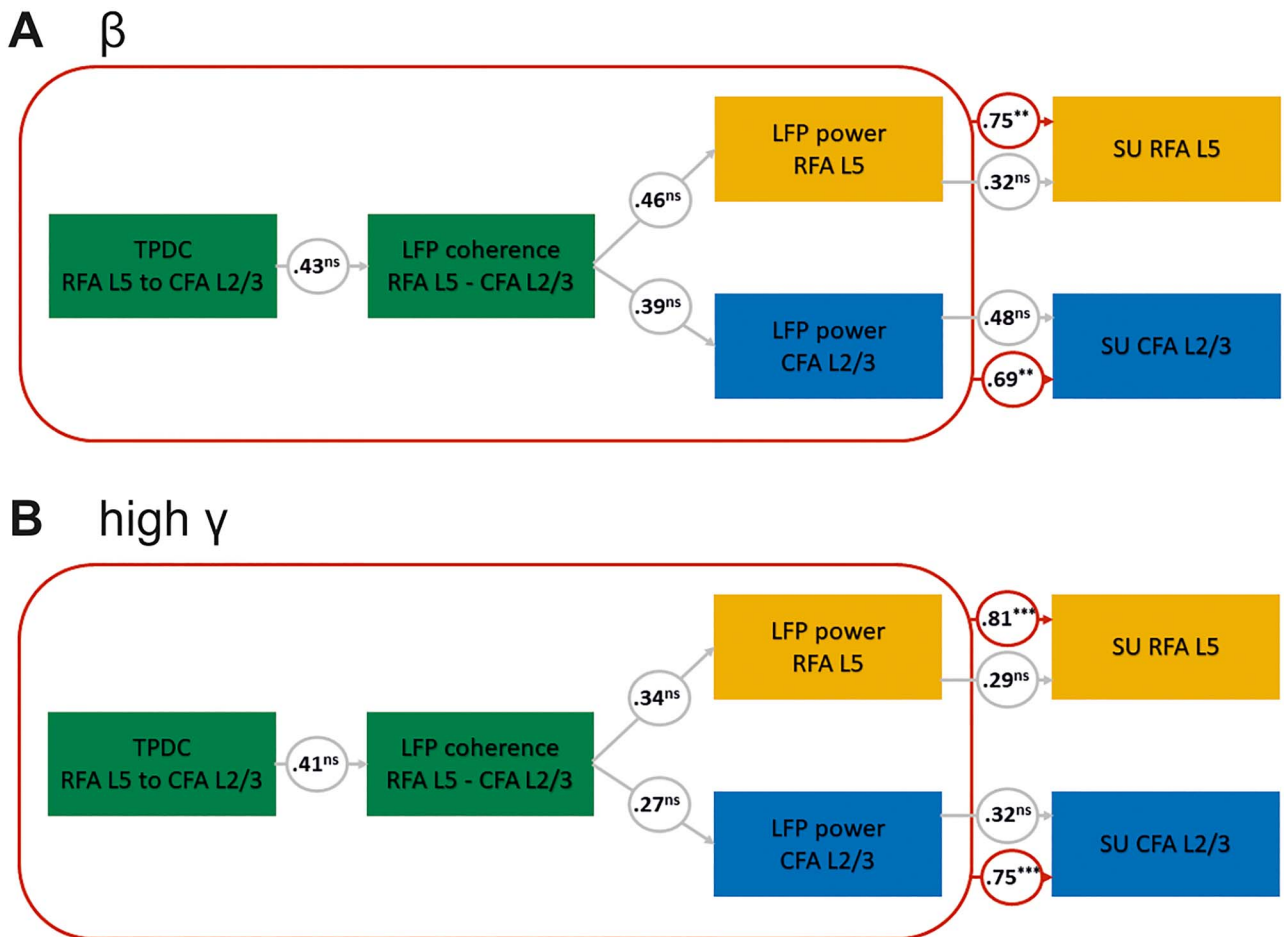 A β
TPDC
RFA L5 to CFA L2/3
.43ns
LFP coherence
RFA L5 - CFA L2/3
.46ns
.39ns
LFP power
RFA L5
LFP power
CFA L2/3
.75**
.32ns
.48ns
.69**
SU RFA L5
SU CFA L2/3
B high γ
TPDC
RFA L5 to CFA L2/3
.41ns
LFP coherence
RFA L5 - CFA L2/3
.34ns
.27ns
LFP power
RFA L5
LFP power
CFA L2/3
.81***
.29ns
.32ns
.75***
SU RFA L5
SU CFA L2/3